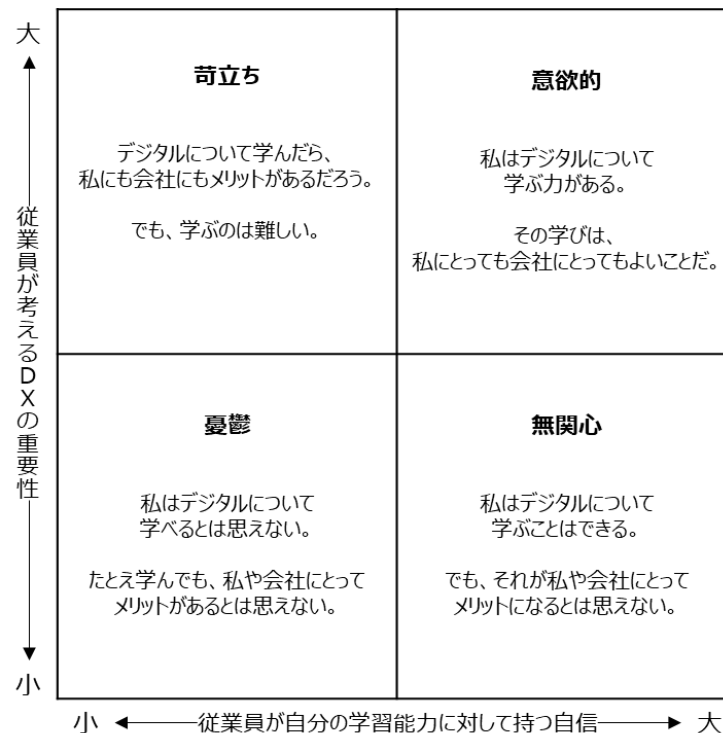 大
従業員が考えるDXの重要性
小
苛立ち
デジタルについて学んだら、
私にも会社にもメリットがあるだろう。
でも、学ぶのは難しい。
意欲的
私はデジタルについて
学ぶ力がある。
その学びは、
私にとっても会社にとってもよいことだ。
憂鬱
私はデジタルについて
学べるとは思えない。
たとえ学んでも、私や会社にとって
メリットがあるとは思えない。
無関心
私はデジタルについて
学ぶことはできる。
でも、それが私や会社にとって
メリットになるとは思えない。
小 従業員が自分の学習能力に対して持つ自信 大